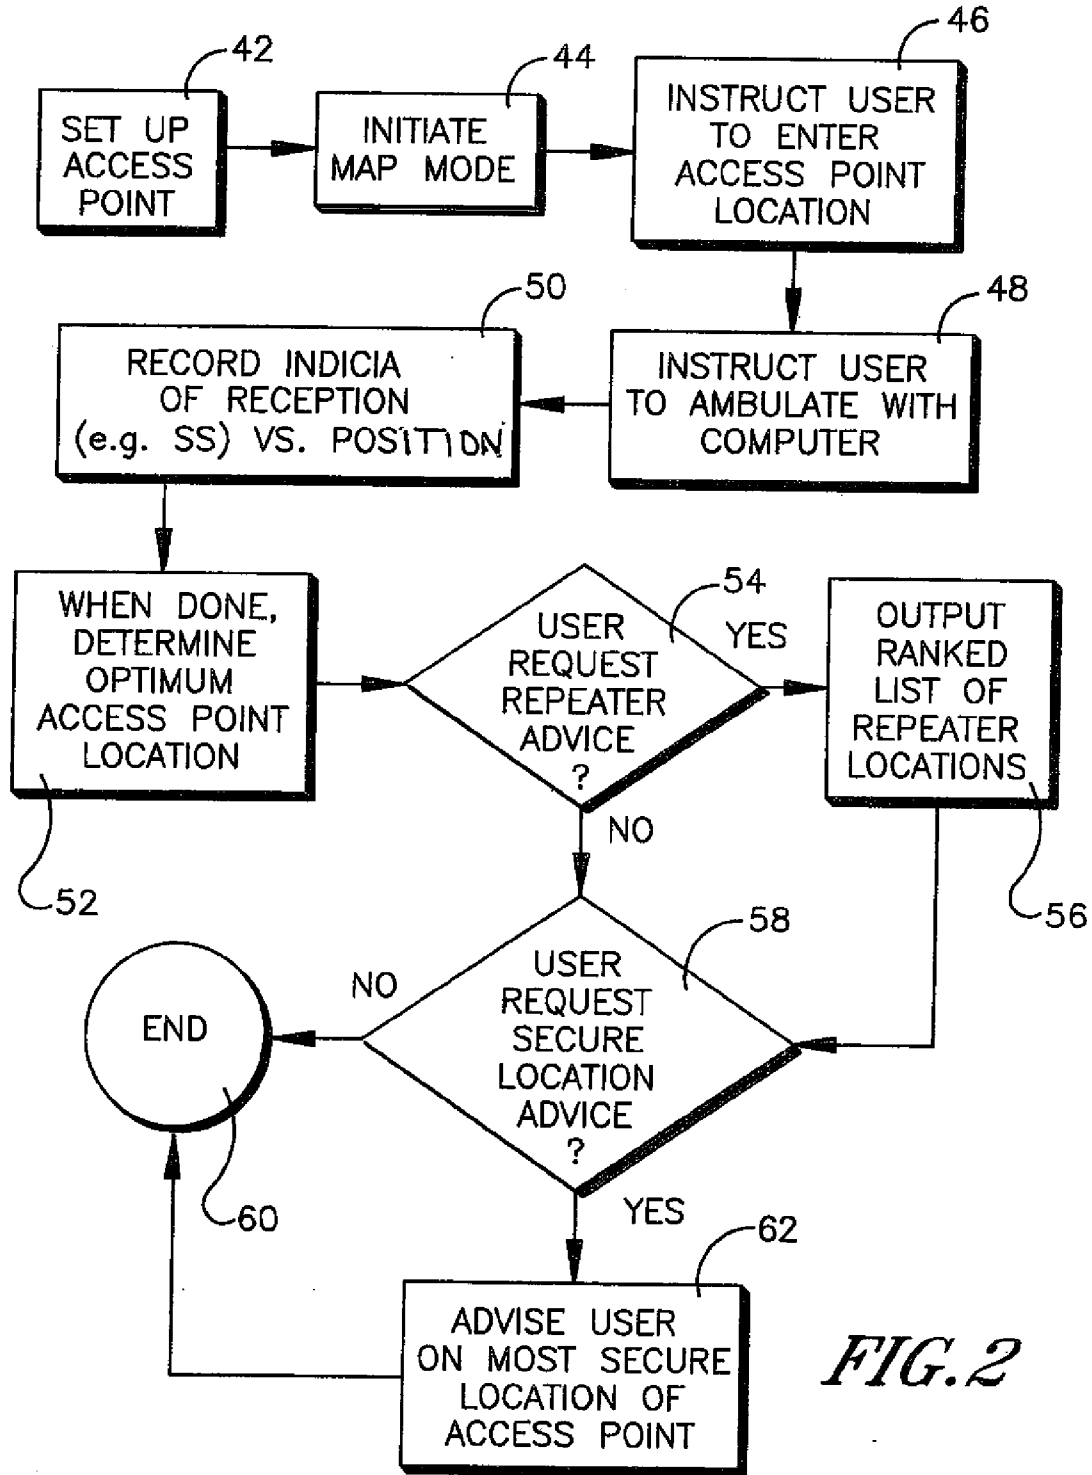 42
SET UP
ACCESS
POINT
44
INITIATE
MAP MODE
46
INSTRUCT USER
TO ENTER
ACCESS POINT
LOCATION
48
INSTRUCT USER
TO AMBULATE WITH
COMPUTER
50
RECORD INDICIA
OF RECEPTION
(e.g. SS) VS. POSITION
WHEN DONE,
DETERMINE
OPTIMUM
ACCESS POINT
LOCATION
52
54
USER
REQUEST
REPEATER
ADVICE
?
YES
NO
OUTPUT
RANKED
LIST OF
REPEATER
LOCATIONS
56
58
USER
REQUEST
SECURE
LOCATION
ADVICE
?
NO
YES
END
60
62
ADVISE USER
ON MOST SECURE
LOCATION OF
ACCESS POINT
FIG.2